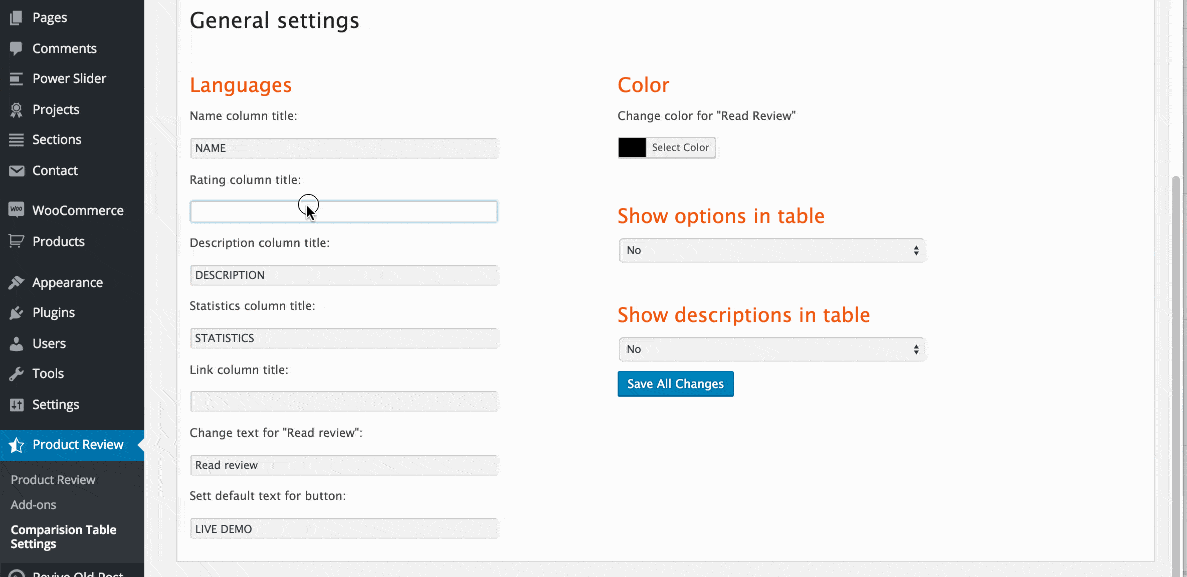 Pages
Comments
Power Slider
Projects
Sections
Contact
WooCommerce
Products
Appearance
Plugins
Users
Tools
Settings
Product Review
Product Review
Add-ons
Comparision Table
Settings
Revive Old Post
General settings
Languages
Name column title:
NAME
Rating column title:
Description column title:
DESCRIPTION
Statistics column title:
STATISTICS
Link column title:
Change text for "Read review":
Read review
Sett default text for button:
LIVE DEMO
Color
Change color for "Read Review"
Select Color
Show options in table
No
Show descriptions in table
No
Save All Changes